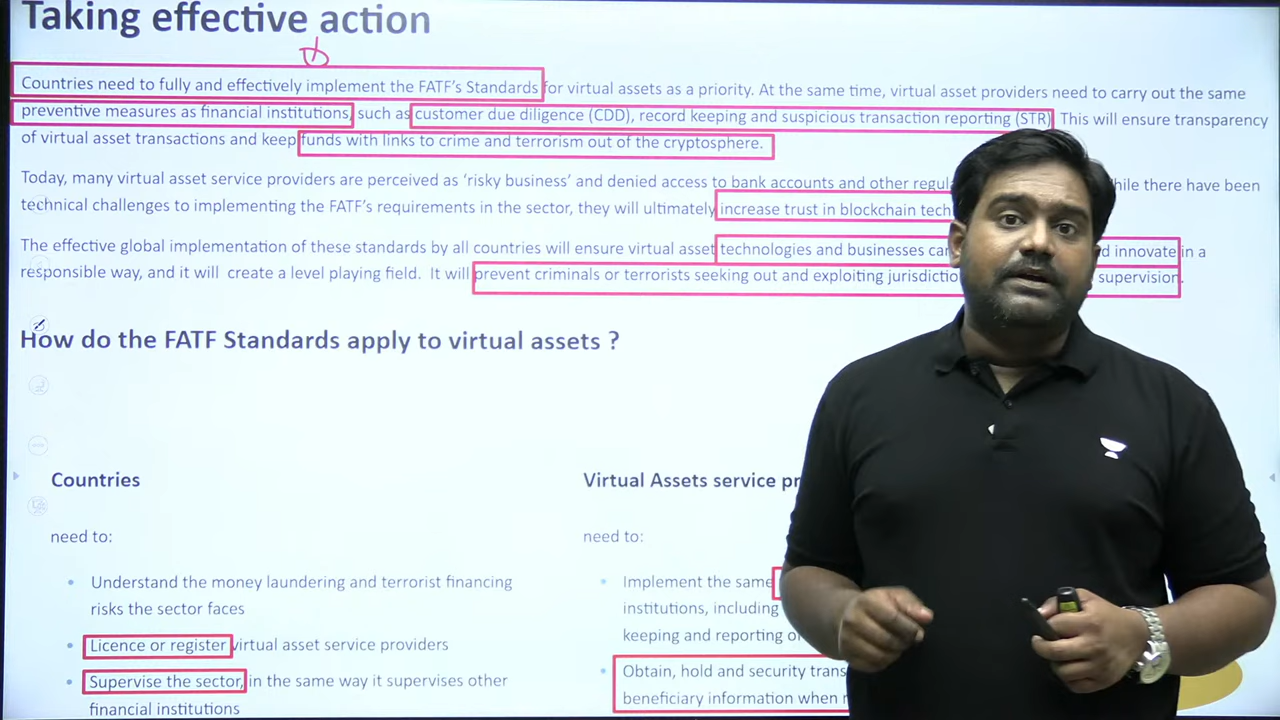 Taking effective action
Countries need to fully and effectively implement the FATF's Standards for virtual assets as a priority. At the same time, virtual asset providers need to carry out the same
preventive measures as financial institutions, such as customer due diligence (CDD), record keeping and suspicious transaction reporting (STR). This will ensure transparency
of virtual asset transactions and keep funds with links to crime and terrorism out of the cryptosphere.
Today, many virtual asset service providers are perceived as 'risky business' and denied access to bank accounts and other regul hile there have been
technical challenges to implementing the FATF's requirements in the sector, they will ultimately increase trust in blockchain tech
The effective global implementation of these standards by all countries will ensure virtual asset technologies and businesses can d innovate in a
responsible way, and it will create a level playing field. It will prevent criminals or terrorists seeking out and exploiting jurisdictio supervision.
How do the FATF Standards apply to virtual assets ?
Countries
need to:
• Understand the money laundering and terrorist financing
risks the sector faces
• Licence or register virtual asset service providers
• Supervise the sector, in the same way it supervises other
financial institutions
Virtual Assets service pr
need to:
• Implement the same
institutions, including
keeping and reporting of
• Obtain, hold and security trans
beneficiary information when